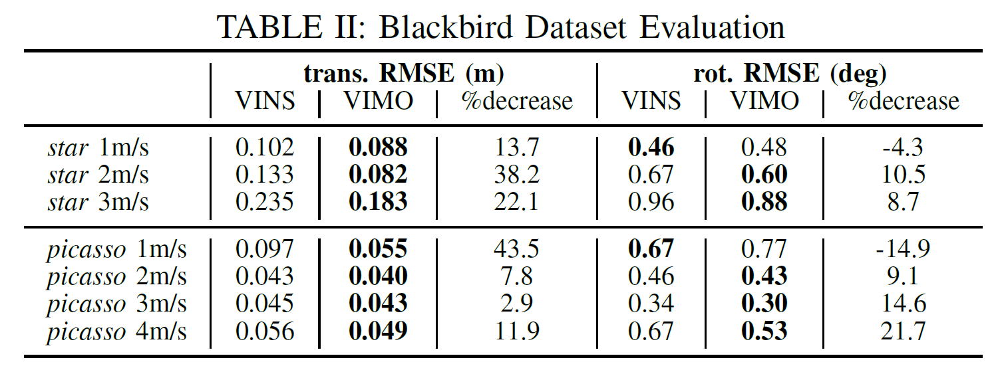 TABLE II: Blackbird Dataset Evaluation
trans. RMSE (m) rot. RMSE (deg)
VINS VIMO %decrease VINS VIMO %decrease
star 1m/s 0.102 0.088 13.7 0.46 0.48 -4.3
star 2m/s 0.133 0.082 38.2 0.67 0.60 10.5
star 3m/s 0.235 0.183 22.1 0.96 0.88 8.7
picasso 1m/s 0.097 0.055 43.5 0.67 0.77 -14.9
picasso 2m/s 0.043 0.040 7.8 0.46 0.43 9.1
picasso 3m/s 0.045 0.043 2.9 0.34 0.30 14.6
picasso 4m/s 0.056 0.049 11.9 0.67 0.53 21.7